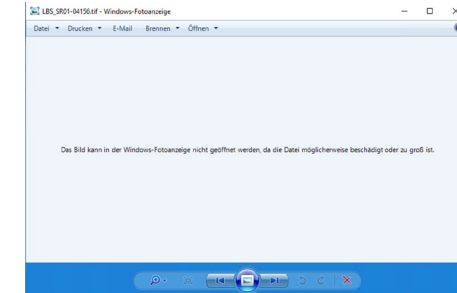 LBS_SR01-04156.tif - Windows-Fotoanzeige
Datei Drucken E-Mail Brennen Öffnen
Das Bild kann in der Windows-Fotoanzeige nicht geöffnet werden, da die Datei möglicherweise beschädigt oder zu groß ist.